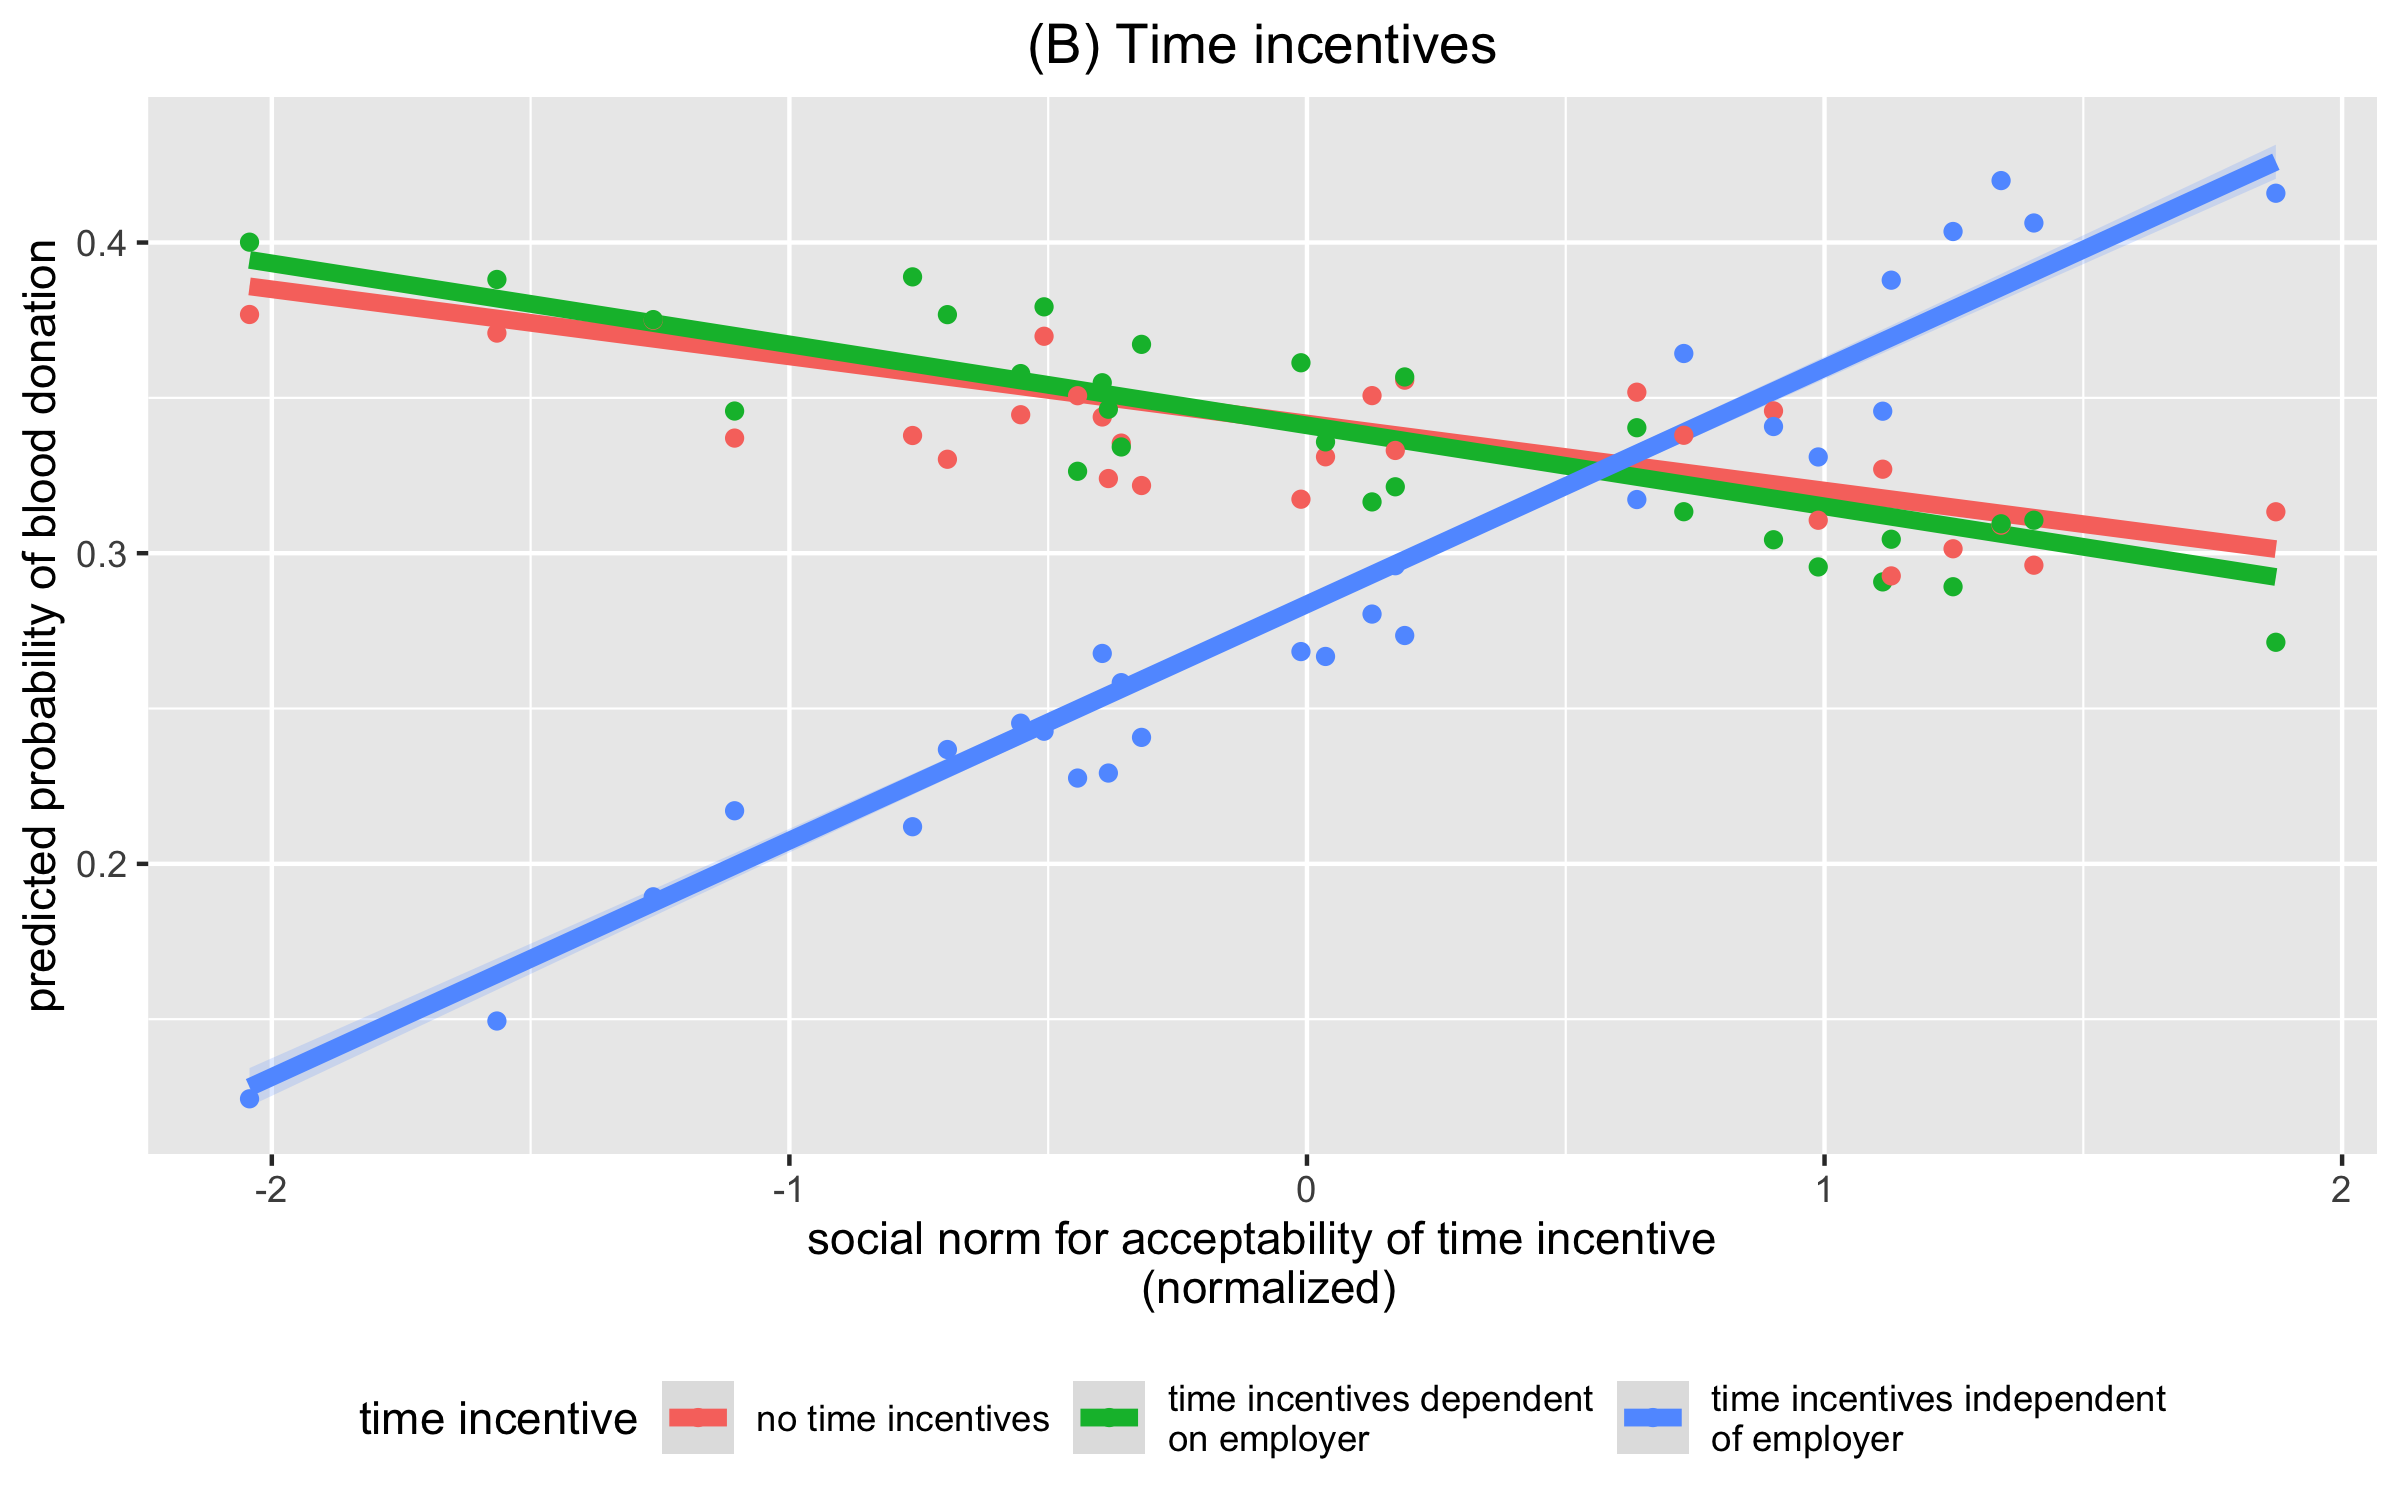 (B) Time incentives
predicted probability of blood donation
0.4
0.3
0.2
-2
-1
0
1
2
social norm for acceptability of time incentive
(normalized)
time incentive
no time incentives
time incentives dependent
on employer
time incentives independent
of employer